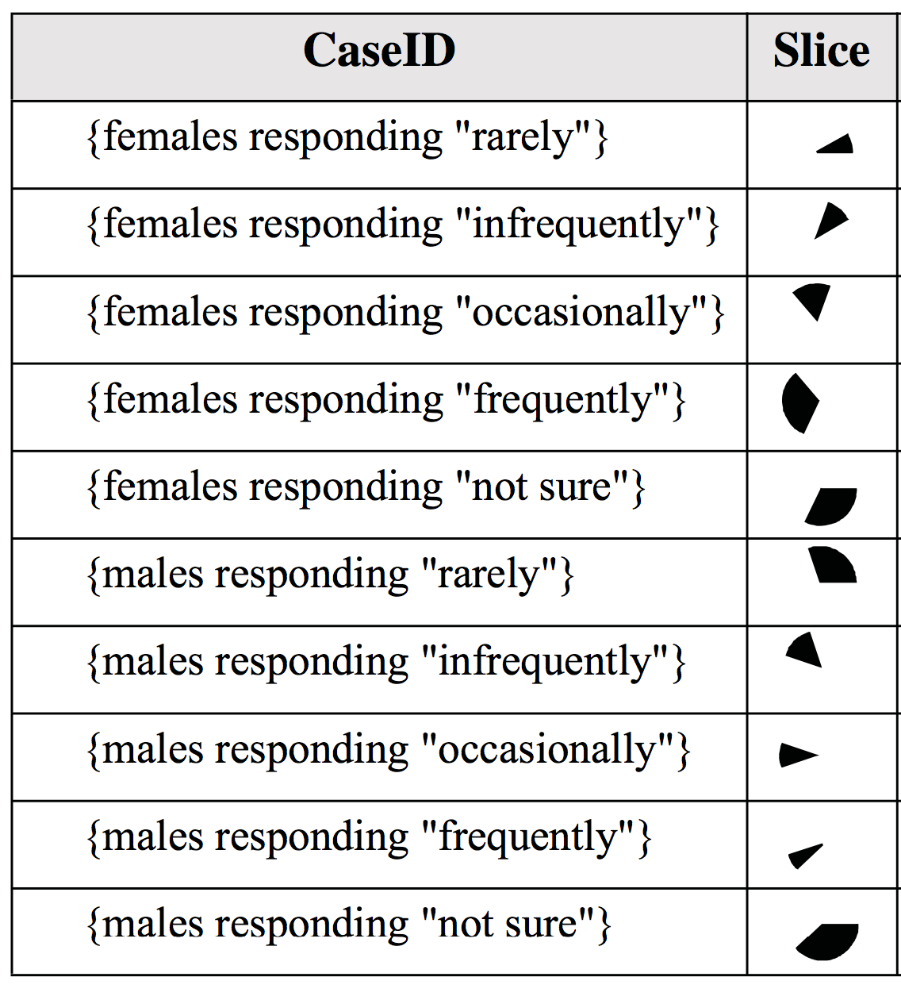 CaseID Slice
{females responding "rarely"}
{females responding "infrequently"}
{females responding "occasionally"}
{females responding "frequently"}
{females responding "not sure"}
{males responding "rarely"}
{males responding "infrequently"}
{males responding "occasionally"}
{males responding "frequently"}
{males responding "not sure"}